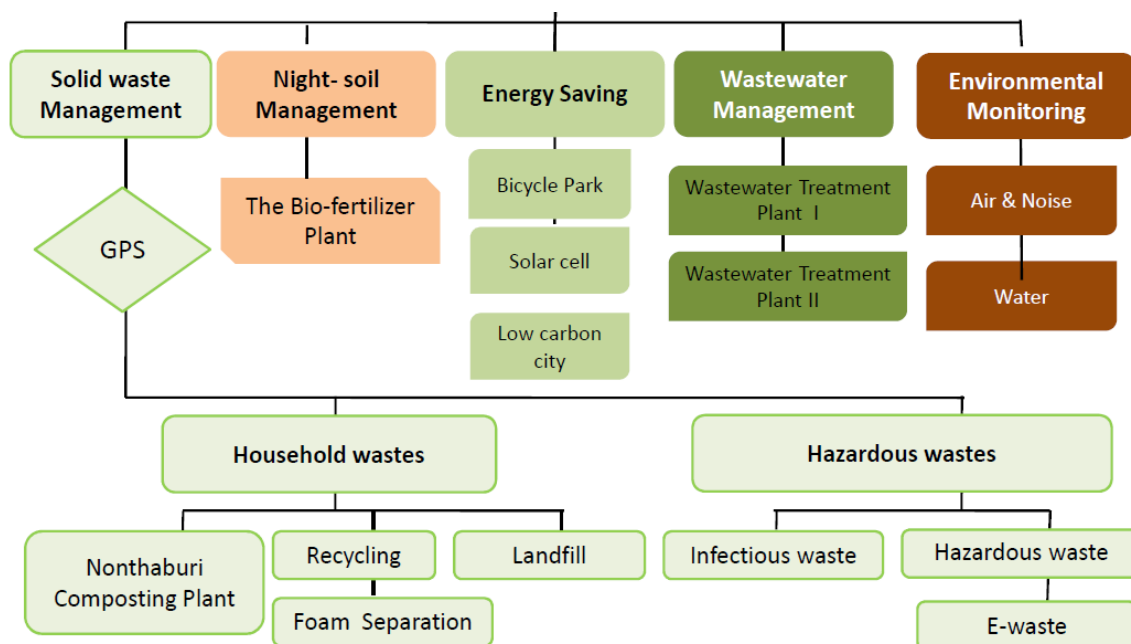 Solid waste
Management
Night- soil
Management
Energy Saving
Wastewater
Management
Environmental
Monitoring
GPS
The Bio-fertilizer
Plant
Bicycle Park
Solar cell
Low carbon
city
Wastewater Treatment
Plant I
Wastewater Treatment
Plant II
Air & Noise
Water
Household wastes
Hazardous wastes
Nonthaburi
Composting Plant
Recycling
Landfill
Foam Separation
Infectious waste
Hazardous waste
E-waste